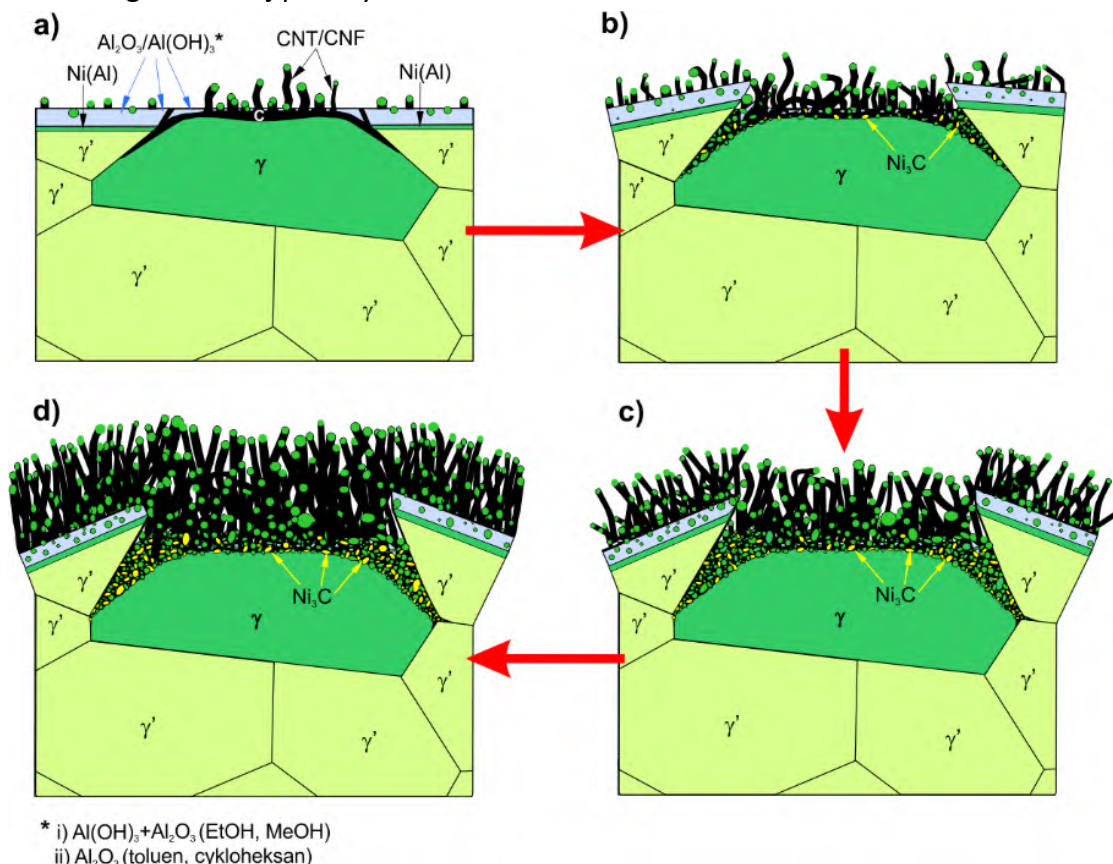 a)
Al₂O₃/Al(OH)₃*
CNT/CNF
Ni(Al)
Ni(Al)
C
γ'
γ'
γ
γ'
γ'
γ'
γ'
b)
γ'
γ'
Ni₃C
γ
γ'
γ'
γ'
γ'
d)
γ'
γ'
Ni₃C
γ
γ'
γ'
γ'
γ'
c)
γ'
γ'
Ni₃C
γ
γ'
γ'
γ'
γ'
* i) Al(OH)₃+Al₂O₃(EtOH, MeOH)
ii) Al₂O₃(toluen, cykloheksan)